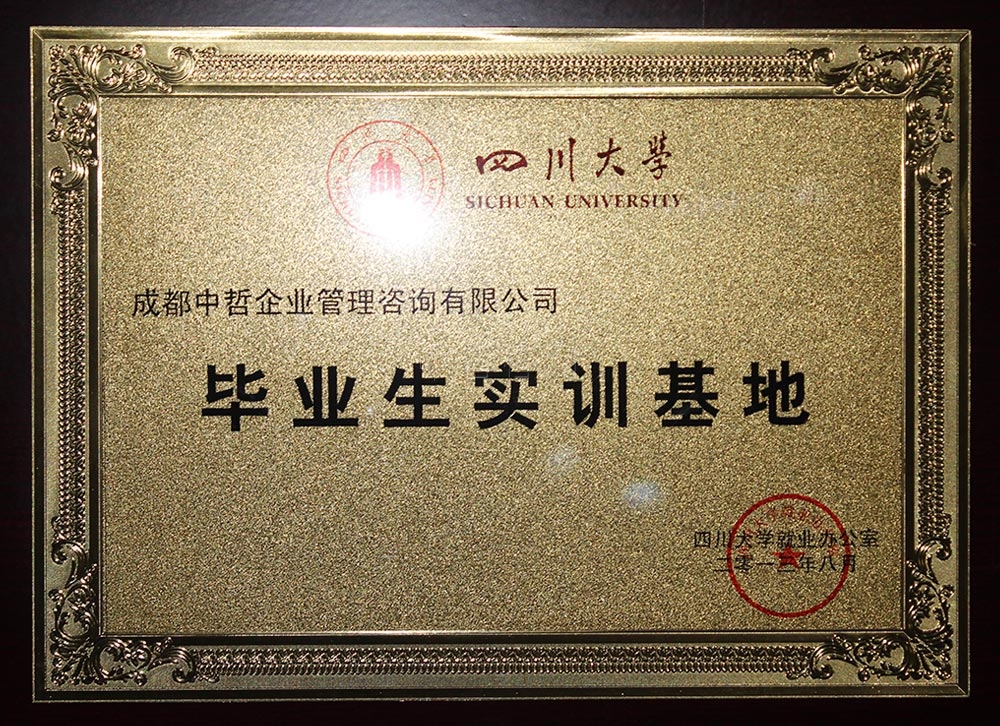 四川大學
SICHUAN UNIVERSITY
成都中哲企业管理咨询有限公司
毕业生实训基地
四川大学就业办公室
二零一三年八月